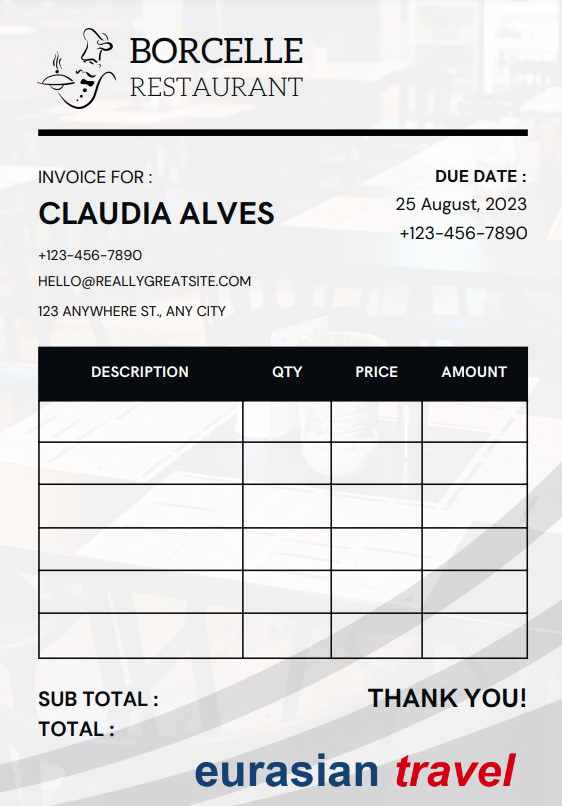 BORCELLE
RESTAURANT
INVOICE FOR :
CLAUDIA ALVES
+123-456-7890
HELLO@REALLYGREATSITE.COM
123 ANYWHERE ST., ANY CITY
DUE DATE :
25 August, 2023
+123-456-7890
DESCRIPTION QTY PRICE AMOUNT
SUB TOTAL :
TOTAL :
THANK YOU!
eurasian travel